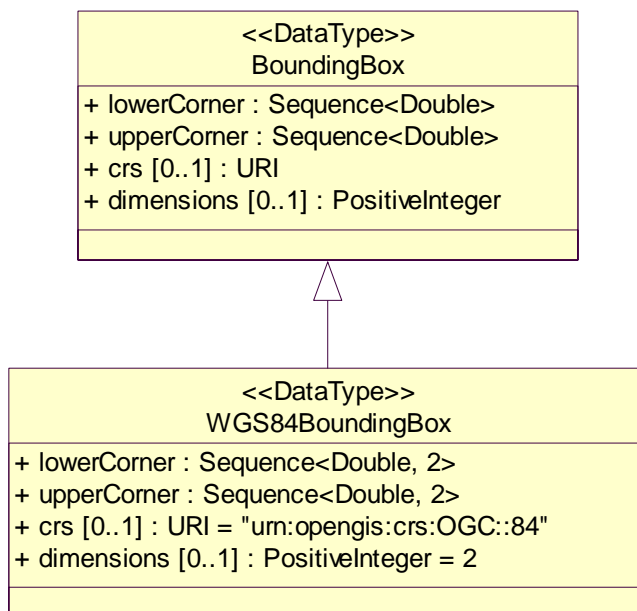 <<DataType>>
BoundingBox
+ lowerCorner : Sequence<Double>
+ upperCorner : Sequence<Double>
+ crs [0..1] : URI
+ dimensions [0..1] : PositiveInteger
<<DataType>>
WGS84BoundingBox
+ lowerCorner : Sequence<Double, 2>
+ upperCorner : Sequence<Double, 2>
+ crs [0..1] : URI = "urn:opengis:crs:OGC::84"
+ dimensions [0..1] : PositiveInteger = 2